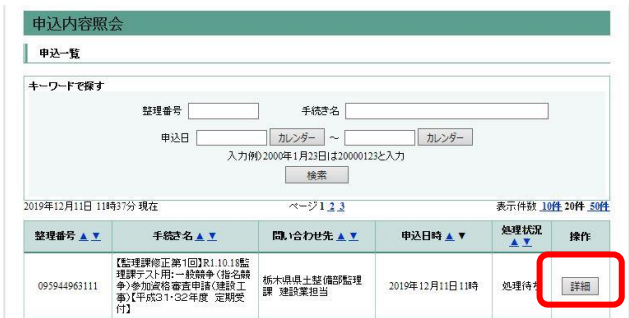 申込内容照会
申込一覧
キーワードで探す
整理番号 手続き名
申込日 カレンダー ～ カレンダー
入力例)2000年1月23日は20000123と入力
検索
2019年12月11日 11時37分 現在 ページ 1 2 3 表示件数 10件 20件 50件
整理番号 ▲ ▼ 手続き名 ▲ ▼ 問い合わせ先 ▲ ▼ 申込日時 ▲ ▼ 処理状況 ▲ ▼ 操作
095944963111
【監理課修正第1回】R1.10.18監
理課テスト用:一般競争(指名競
争)参加資格審査申請(建設工
事)【平成31・32年度 定期受
付】
栃木県県土整備部監理
課 建設業担当
2019年12月11日11時
処理待ち
詳細